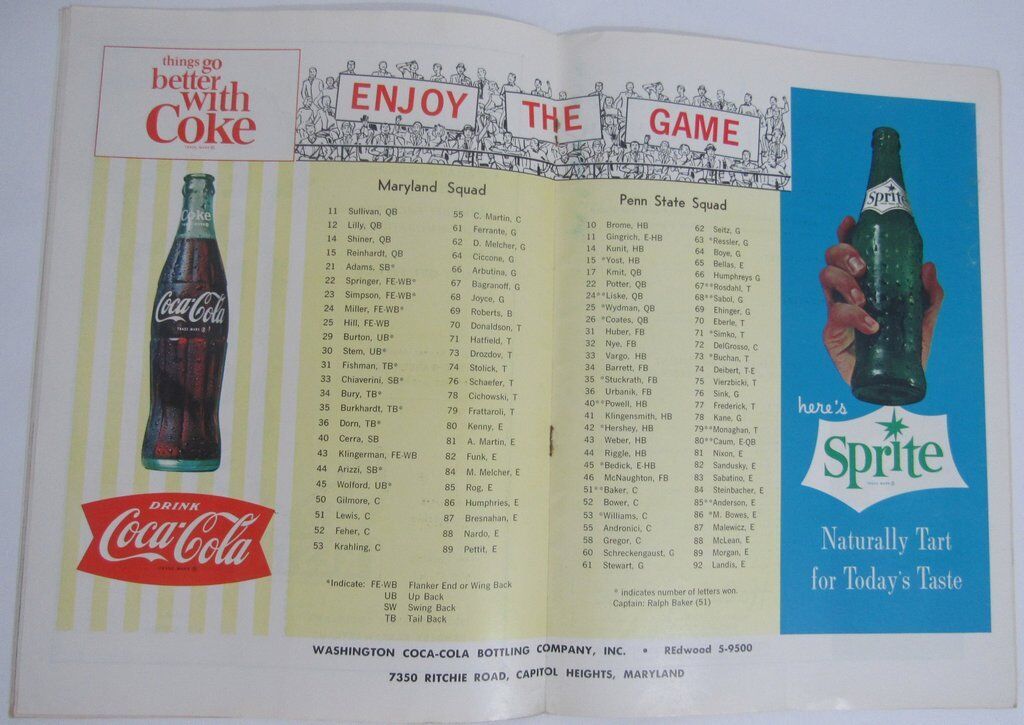 things go
better
with
Coke
TRADE MARK ®
ENJOY THE GAME
Coke
Coca-Cola
TRADE MARK ®
DRINK
Coca-Cola
TRADE MARK ®
Maryland Squad
11 Sullivan, QB
12 Lilly, QB
14 Shiner, QB
15 Reinhardt, QB
21 Adams, SB*
22 Springer, FE-WB*
23 Simpson, FE-WB*
24 Miller, FE-WB*
25 Hill, FE-WB
29 Burton, UB*
30 Stem, UB*
31 Fishman, TB*
33 Chiaverini, SB*
34 Bury, TB*
35 Burkhardt, TB*
36 Dorn, TB*
40 Cerra, SB
43 Klingerman, FE-WB
44 Arizzi, SB*
45 Wolford, UB*
50 Gilmore, C
51 Lewis, C
52 Feher, C
53 Krahling, C
55 C. Martin, C
61 Ferrante, G
62 D. Melcher, G
64 Ciccone, G
66 Arbutina, G
67 Bagranoff, G
68 Joyce, G
69 Roberts, B
70 Donaldson, T
71 Hatfield, T
73 Drozdov, T
74 Stolick, T
76 Schaefer, T
78 Cichowski, T
79 Frattaroli, T
80 Kenny, E
81 A. Martin, E
82 Funk, E
84 M. Melcher, E
85 Rog, E
86 Humphries, E
87 Bresnahan, E
88 Nardo, E
89 Pettit, E
*Indicate: FE-WB Flanker End or Wing Back
UB Up Back
SW Swing Back
TB Tail Back
Penn State Squad
10 Brome, HB
11 Gingrich, E-HB
14 Kunit, HB
15 *Yost, HB
17 Kmit, QB
22 Potter, QB
24 **Liske, QB
25 *Wydman, QB
26 *Coates, QB
31 Huber, FB
32 Nye, FB
33 Vargo, HB
34 Barrett, FB
35 *Stuckrath, FB
36 Urbanik, FB
40 **Powell, HB
41 Klingensmith, HB
42 *Hershey, HB
43 Weber, HB
44 Riggle, HB
45 *Bedick, E-HB
46 McNaughton, FB
51 **Baker, C
52 Bower, C
53 *Williams, C
55 Andronici, C
58 Gregor, C
60 Schreckengaust, G
61 Stewart, G
62 Seitz, G
63 *Ressler, G
64 Boye, G
65 Bellas, E
66 Humphreys G
67 **Rosdahl, T
68 **Sabol, G
69 Ehinger, G
70 Eberle, T
71 *Simko, T
72 DelGrosso, C
73 *Buchan, T
74 Deibert, T-E
75 Vierzbicki, T
76 Sink, G
77 Frederick, T
78 Kane, G
79 **Monaghan, T
80 **Caum, E-QB
81 Nixon, E
82 Sandusky, E
83 Sabatino, E
84 Steinbacher, E
85 **Anderson, E
86 *M. Bowes, E
87 Malewicz, E
88 McLean, E
89 Morgan, E
92 Landis, E
* indicates number of letters won.
Captain: Ralph Baker (51)
Sprite
here's
Sprite
TRADE MARK ®
Naturally Tart
for Today's Taste
WASHINGTON COCA-COLA BOTTLING COMPANY, INC. • REdwood 5-9500
7350 RITCHIE ROAD, CAPITOL HEIGHTS, MARYLAND